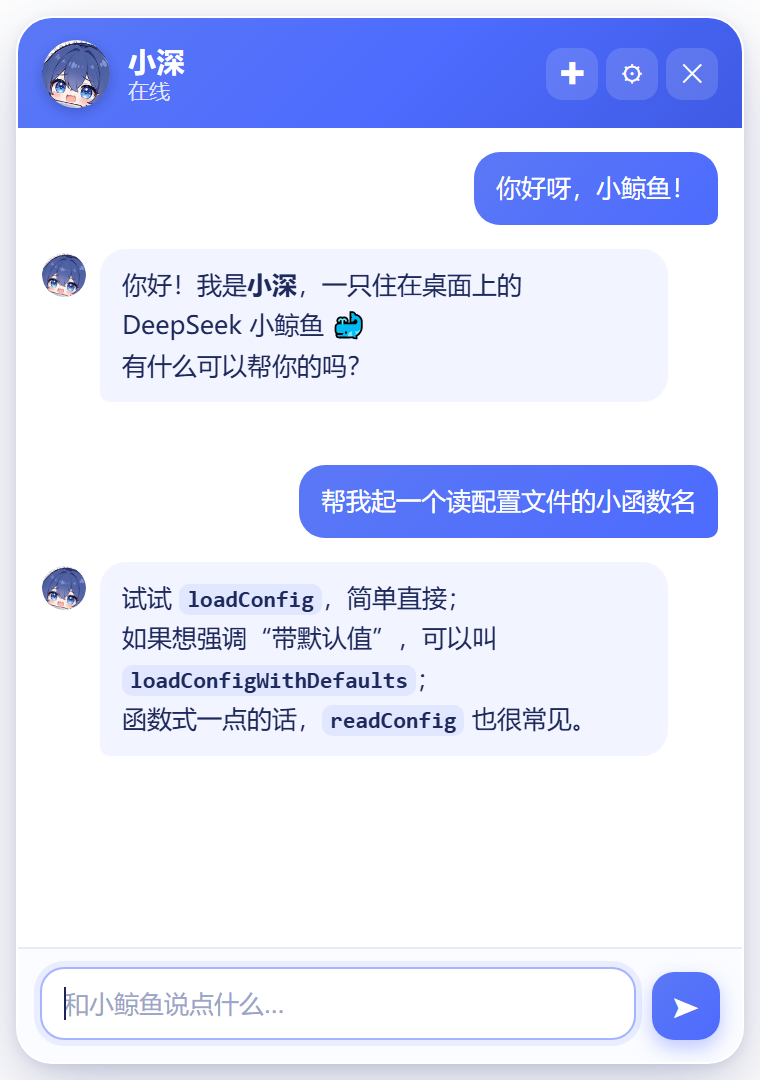 小深
在线
你好呀，小鲸鱼！
你好！我是小深，一只住在桌面上的
DeepSeek 小鲸鱼
有什么可以帮你的吗？
帮我起一个读配置文件的小函数名
试试 loadConfig，简单直接；
如果想强调“带默认值”，可以叫
loadConfigWithDefaults；
函数式一点的话，readConfig 也很常见。
和小鲸鱼说点什么...